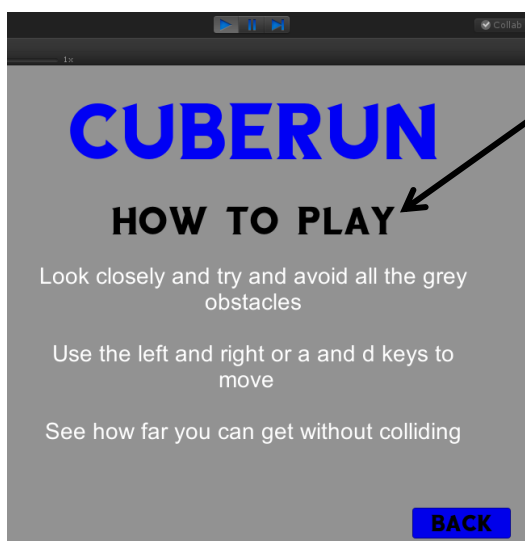 Collab
1x
CUBERUN
HOW TO PLAY
Look closely and try and avoid all the grey
obstacles
Use the left and right or a and d keys to
move
See how far you can get without colliding
BACK